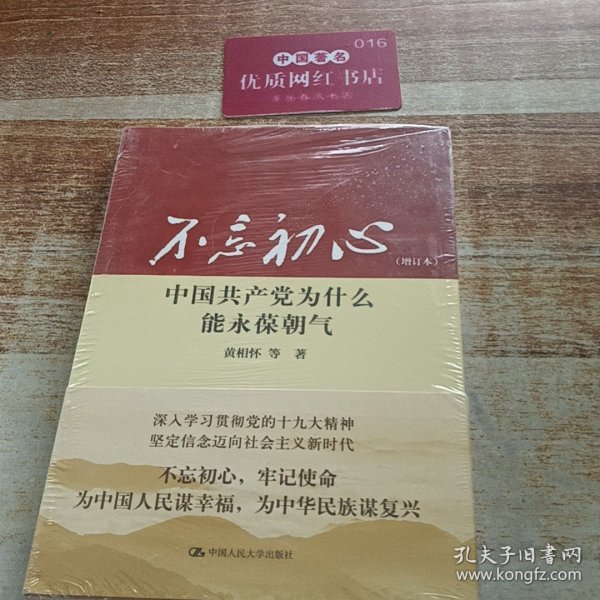 016
中国著名
优质网红书店
不忘初心
(增订本)
中国共产党为什么
能永葆朝气
黄相怀 等 著
深入学习贯彻党的十九大精神
坚定信念迈向社会主义新时代
不忘初心，牢记使命
为中国人民谋幸福，为中华民族谋复兴
中国人民大学出版社
孔夫子旧书网
www.kongfz.com